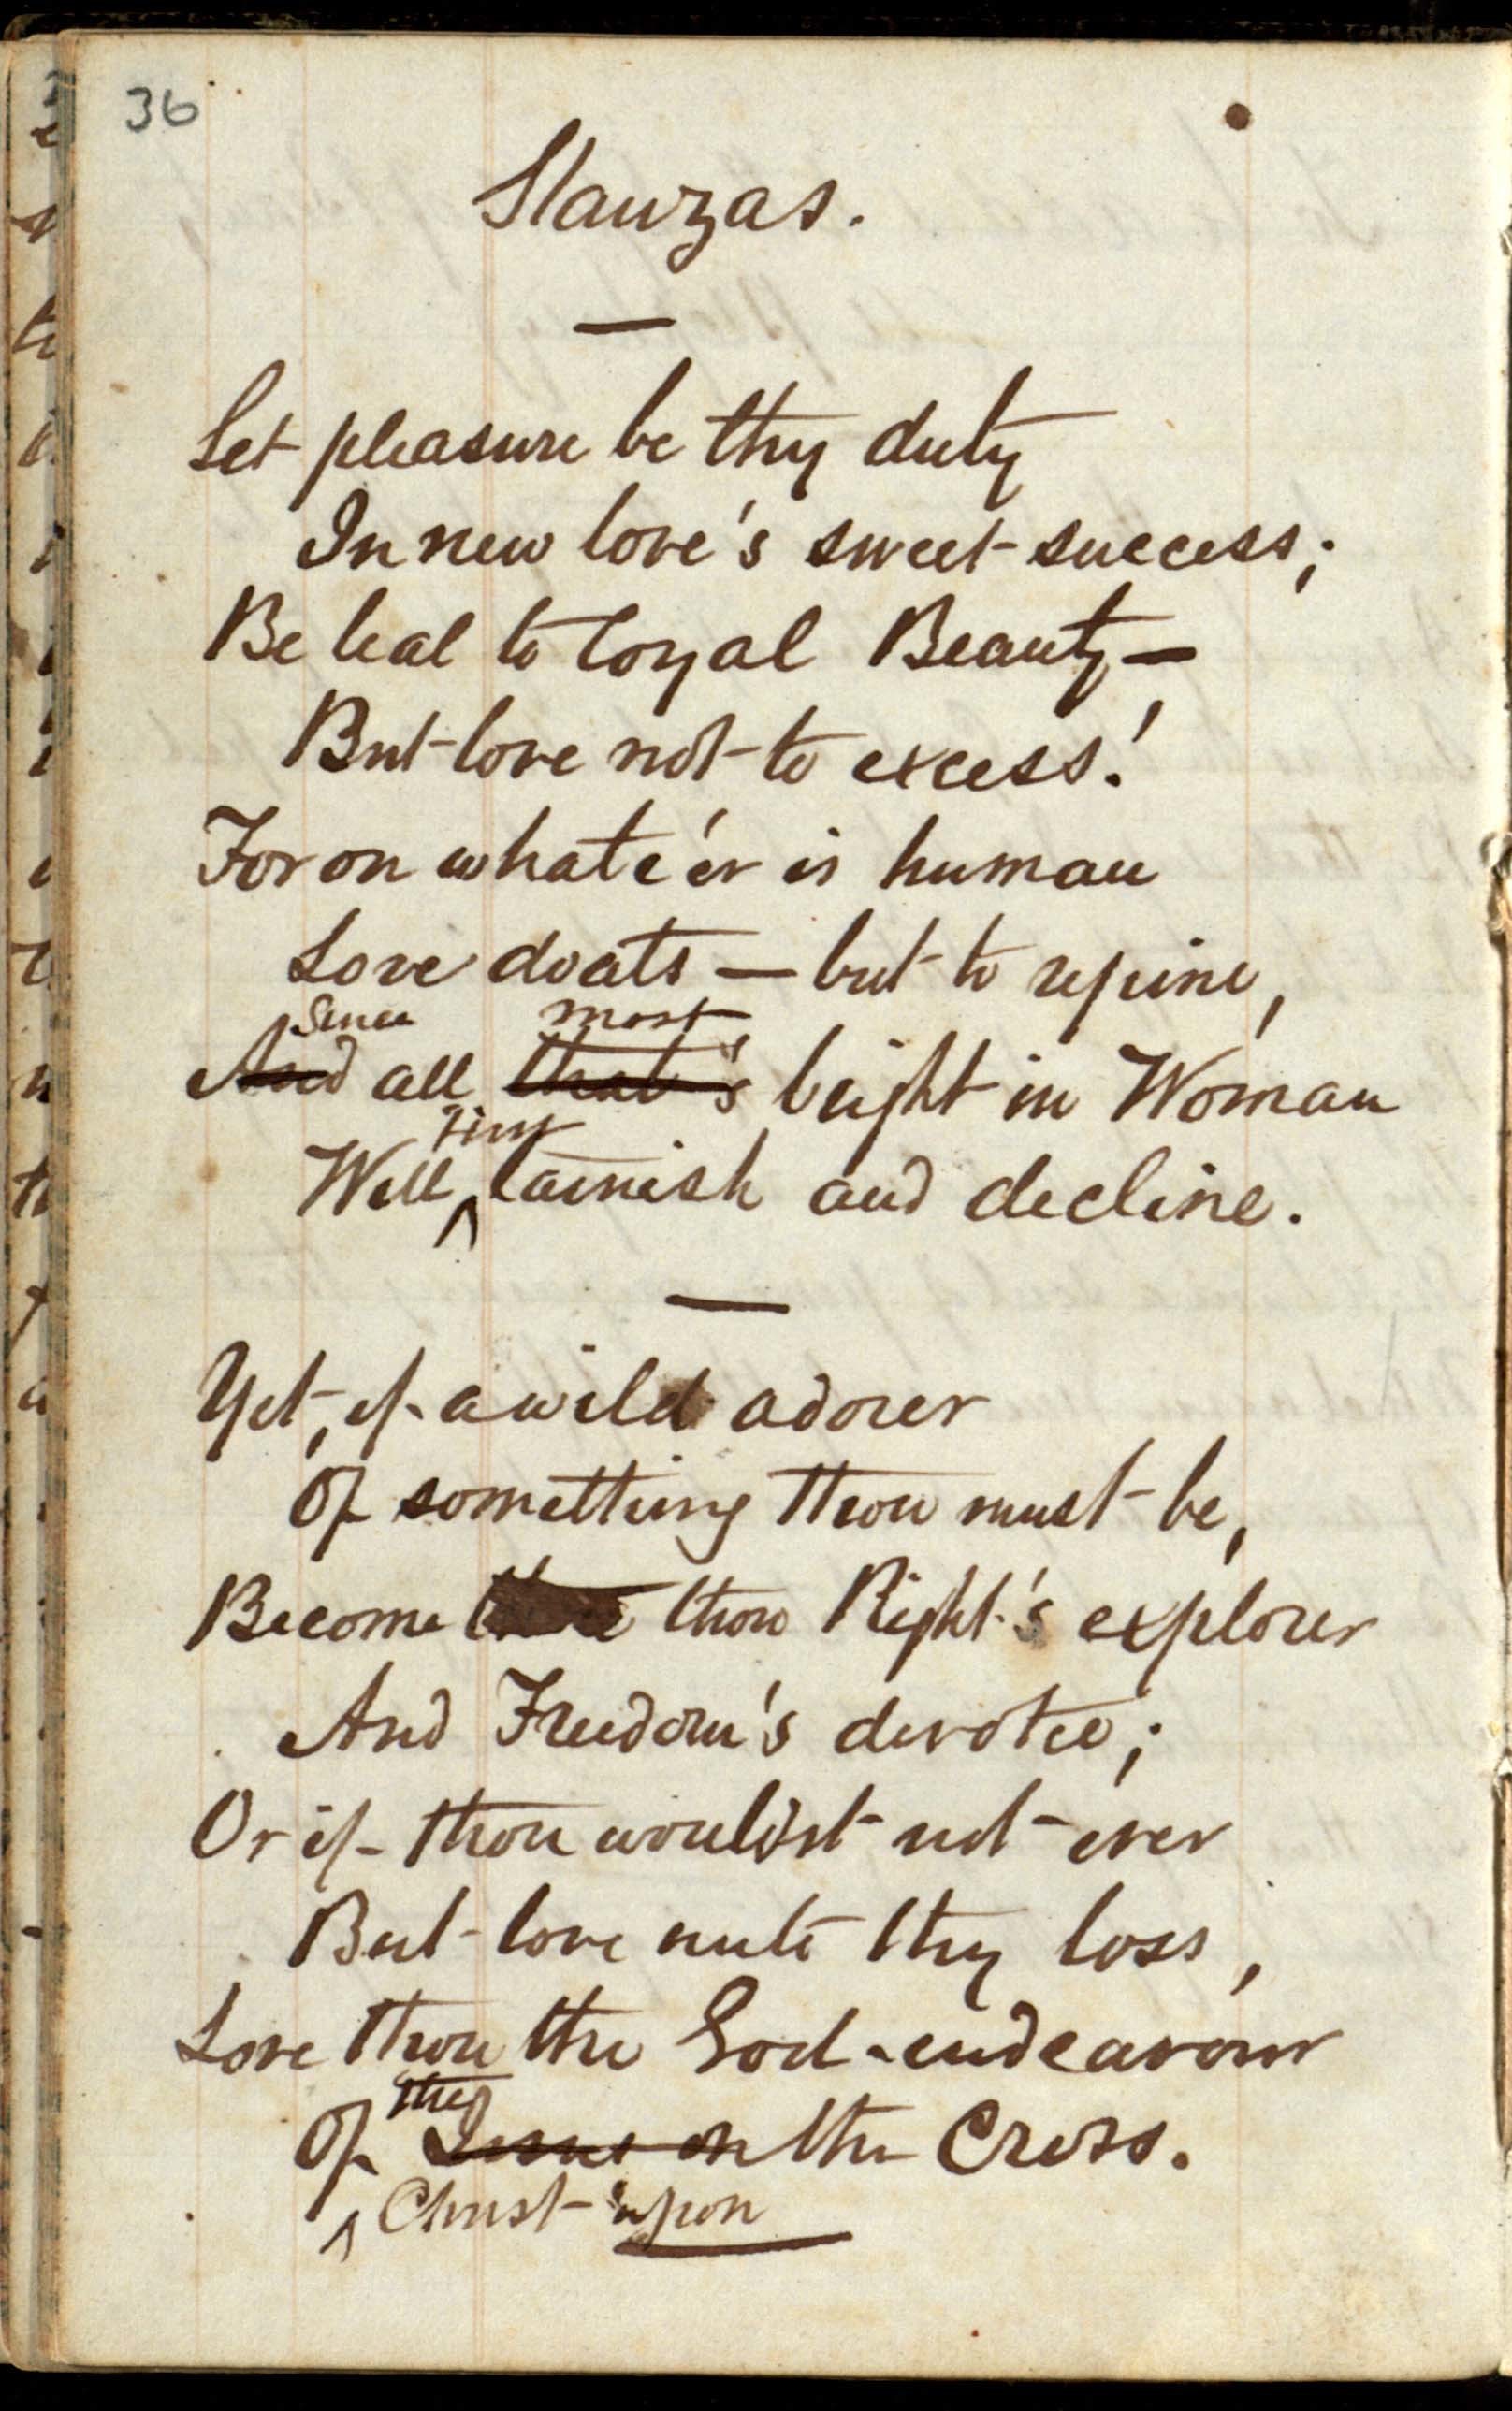 36
Stanzas.
Let pleasure be thy duty
In new love's sweet success;
Be leal to loyal Beauty —
But love not to excess!
For on whate'er is human
Love doats — but to repine,
Since most
And all that's bright in Woman
first
Will tarnish and decline.
Yet, if a wild adorer
Of something thou must be,
Become thou Right's explorer
And Freedom's devotee;
Or if thou wouldst not ever
But love unto thy loss,
Love thou the God-endeavour
the
Of Jesus on the Cross.
Christ upon